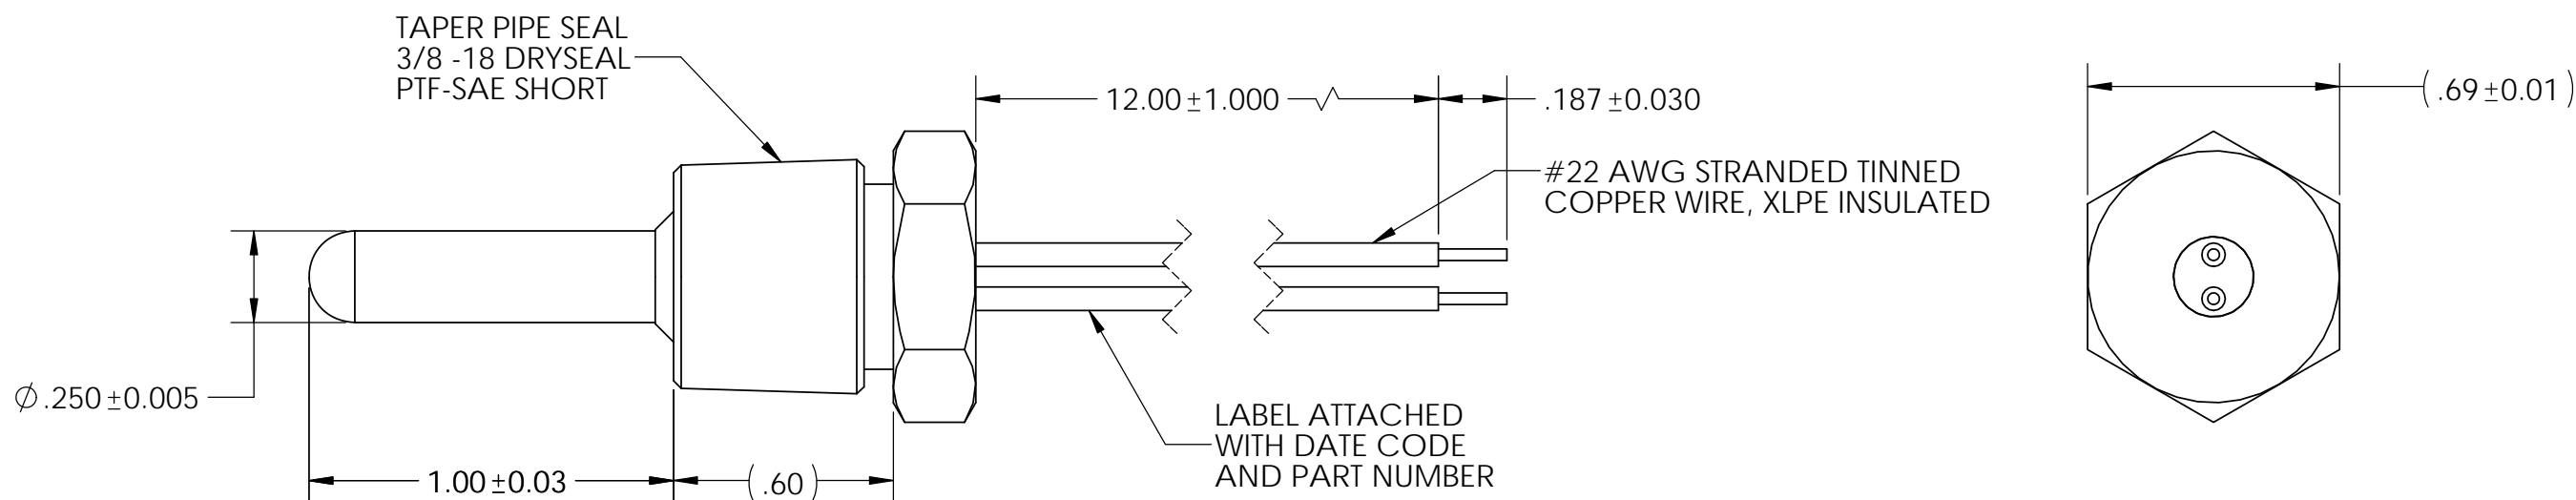 TAPER PIPE SEAL
3/8 -18 DRYSEAL
PTF-SAE SHORT
12.00±1.000
.187±0.030
(.69±0.01)
#22 AWG STRANDED TINNED
COPPER WIRE, XLPE INSULATED
∅.250±0.005
LABEL ATTACHED
WITH DATE CODE
AND PART NUMBER
1.00±0.03
(.60)